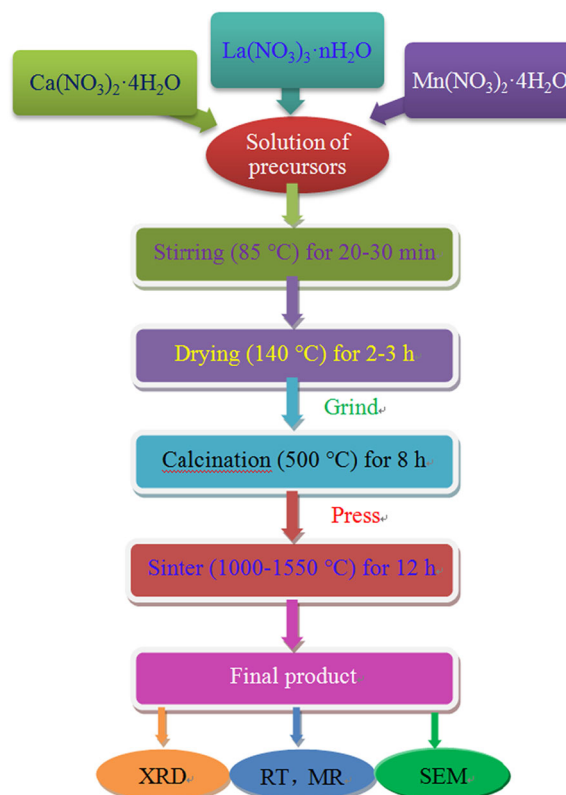 La(NO₃)₃·nH₂O
Ca(NO₃)₂·4H₂O
Mn(NO₃)₂·4H₂O
Solution of
precursors
Stirring (85 °C) for 20-30 min
Drying (140 °C) for 2-3 h
Grind
Calcination (500 °C) for 8 h
Press
Sinter (1000-1550 °C) for 12 h
Final product
XRD
RT，MR
SEM